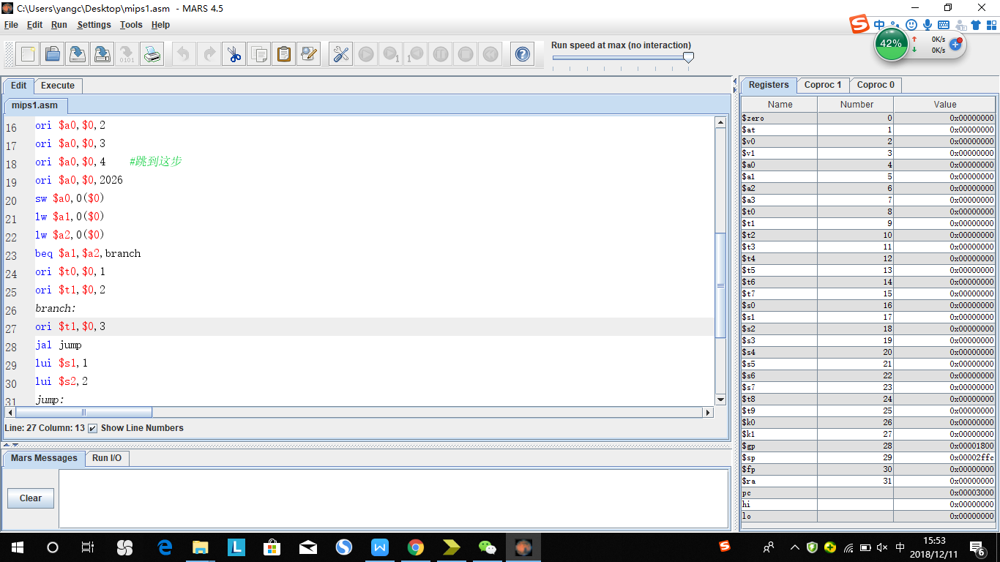 C:\Users\yangc\Desktop\mips1.asm - MARS 4.5
File Edit Run Settings Tools Help
中
42%
0K/s
0K/s
Run speed at max (no interaction)
Edit Execute
mips1.asm
16 ori $a0,$0,2
17 ori $a0,$0,3
18 ori $a0,$0,4 #跳到这步
19 ori $a0,$0,2026
20 sw $a0,0($0)
21 lw $a1,0($0)
22 lw $a2,0($0)
23 beq $a1,$a2,branch
24 ori $t0,$0,1
25 ori $t1,$0,2
26 branch:
27 ori $t1,$0,3
28 jal jump
29 lui $s1,1
30 lui $s2,2
31 jump:
Line: 27 Column: 13 Show Line Numbers
Mars Messages Run I/O
Clear
Registers Coproc 1 Coproc 0
Name Number Value
$zero 0 0x00000000
$at 1 0x00000000
$v0 2 0x00000000
$v1 3 0x00000000
$a0 4 0x00000000
$a1 5 0x00000000
$a2 6 0x00000000
$a3 7 0x00000000
$t0 8 0x00000000
$t1 9 0x00000000
$t2 10 0x00000000
$t3 11 0x00000000
$t4 12 0x00000000
$t5 13 0x00000000
$t6 14 0x00000000
$t7 15 0x00000000
$s0 16 0x00000000
$s1 17 0x00000000
$s2 18 0x00000000
$s3 19 0x00000000
$s4 20 0x00000000
$s5 21 0x00000000
$s6 22 0x00000000
$s7 23 0x00000000
$t8 24 0x00000000
$t9 25 0x00000000
$k0 26 0x00000000
$k1 27 0x00000000
$gp 28 0x00001800
$sp 29 0x00002ffc
$fp 30 0x00000000
$ra 31 0x00000000
pc 0x00003000
hi 0x00000000
lo 0x00000000
中
15:53
2018/12/11
6